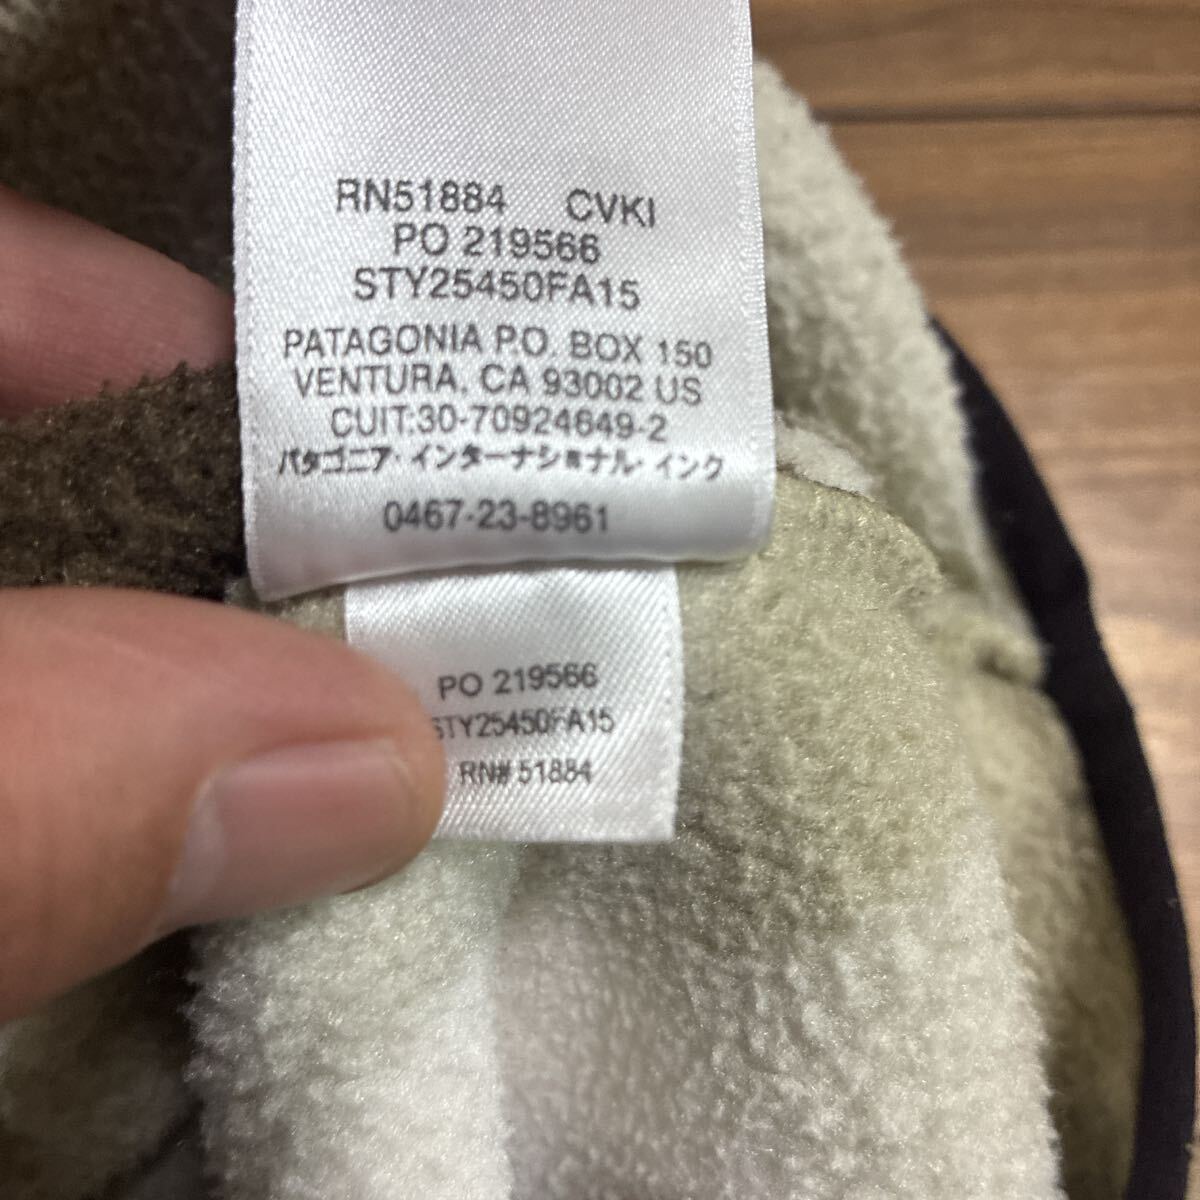 RN51884 CVKI
PO 219566
STY25450FA15
PATAGONIA P.O. BOX 150
VENTURA, CA 93002 US
CUIT:30-70924649-2
パタゴニア・インターナショナル・インク
0467-23-8961
PO 219566
STY25450FA15
RN# 51884